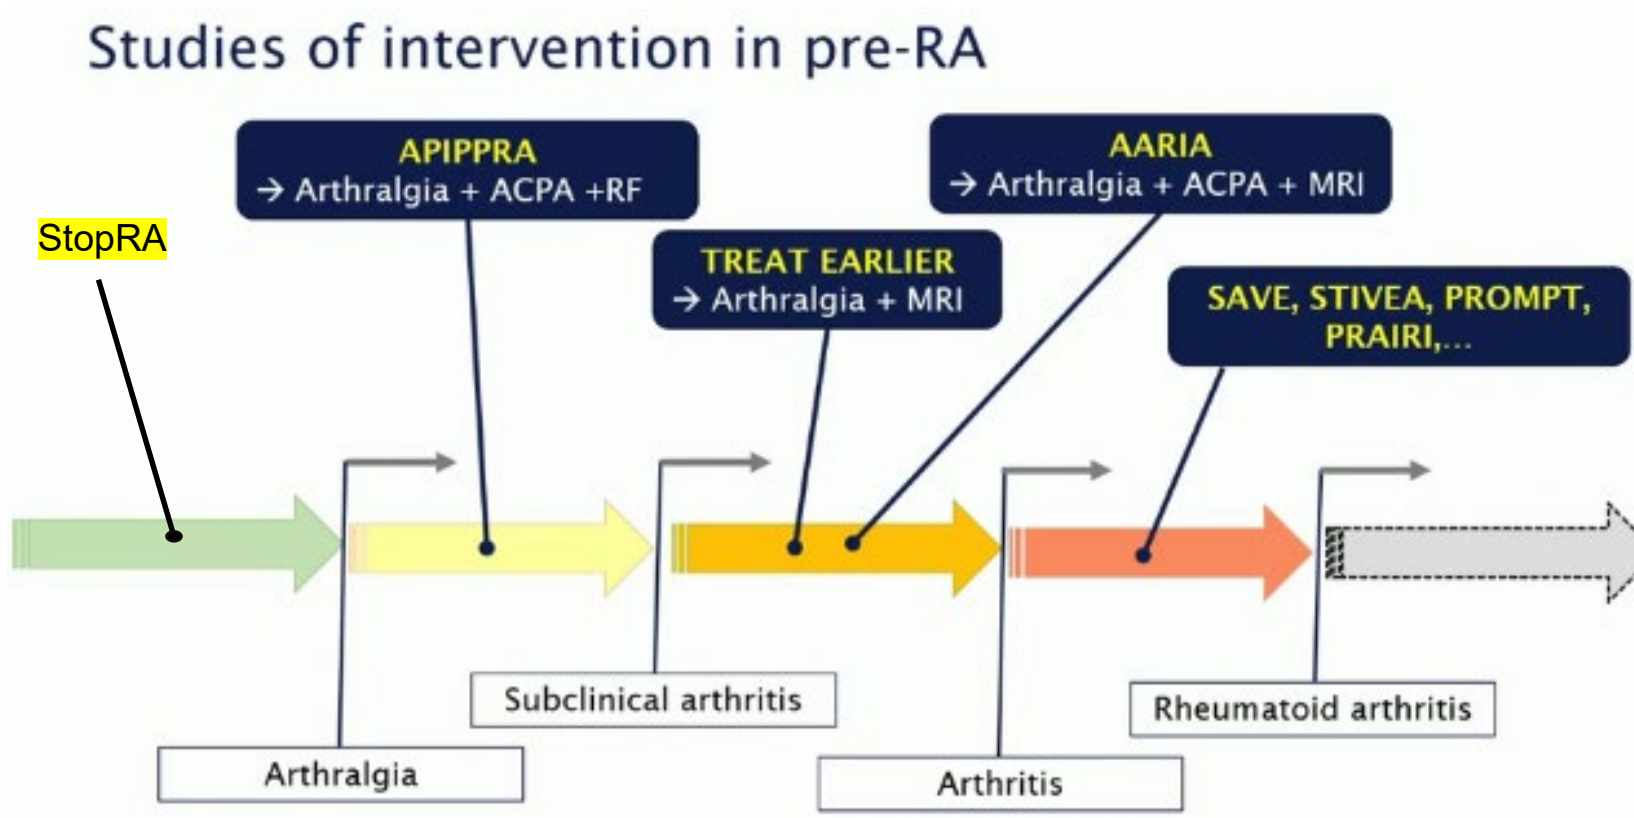 Studies of intervention in pre-RA
APIPPRA
→ Arthralgia + ACPA +RF
AARIA
→ Arthralgia + ACPA + MRI
StopRA
TREAT EARLIER
→ Arthralgia + MRI
SAVE, STIVEA, PROMPT,
PRAIRI,...
Subclinical arthritis
Rheumatoid arthritis
Arthralgia
Arthritis